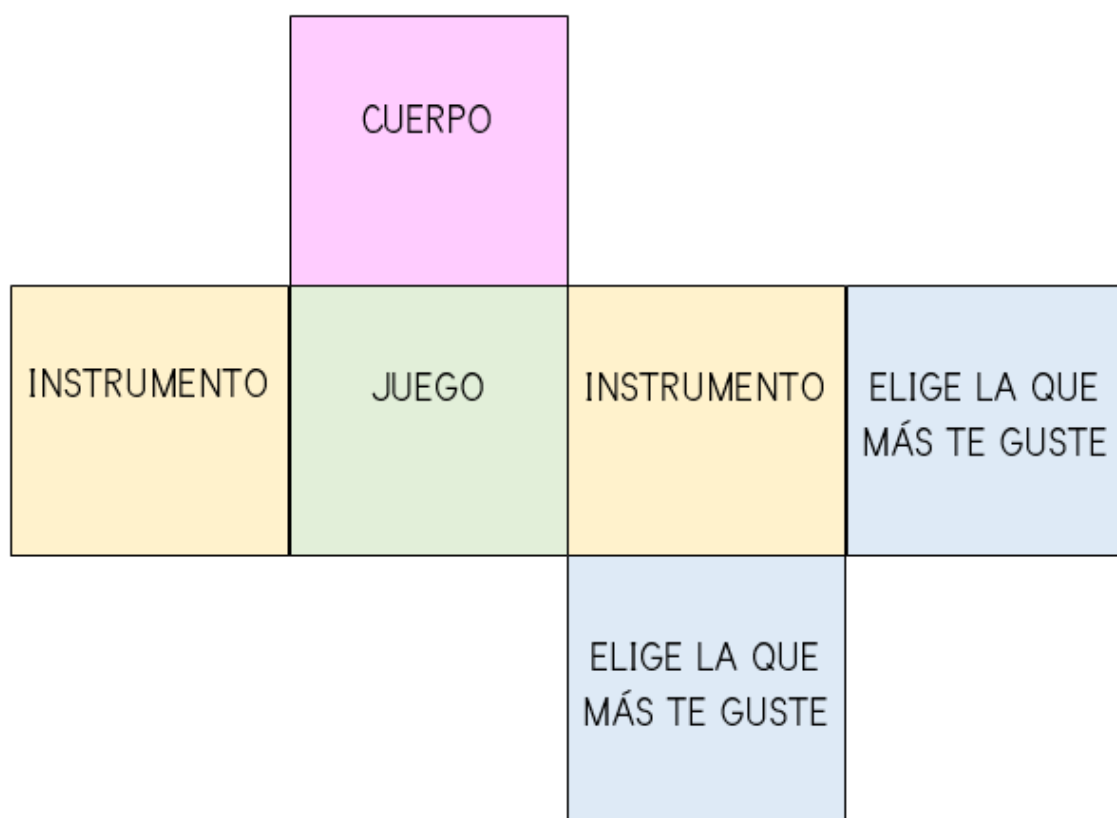 CUERPO
INSTRUMENTO
JUEGO
INSTRUMENTO
ELIGE LA QUE
MÁS TE GUSTE
ELIGE LA QUE
MÁS TE GUSTE